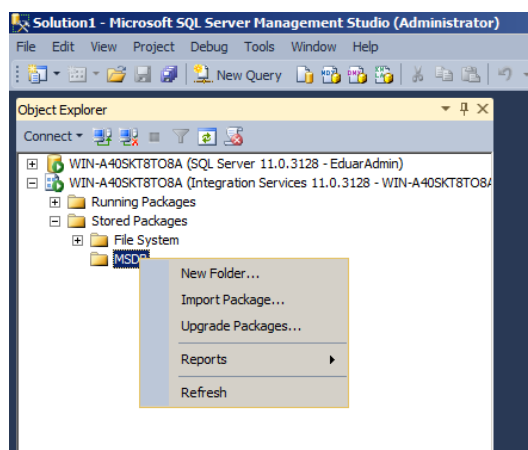 Solution1 - Microsoft SQL Server Management Studio (Administrator)
File Edit View Project Debug Tools Window Help
New Query
Object Explorer
Connect
WIN-A40SKT8TO8A (SQL Server 11.0.3128 - EduarAdmin)
WIN-A40SKT8TO8A (Integration Services 11.0.3128 - WIN-A40SKT8TO8A
Running Packages
Stored Packages
File System
MSDB
New Folder...
Import Package...
Upgrade Packages...
Reports
Refresh